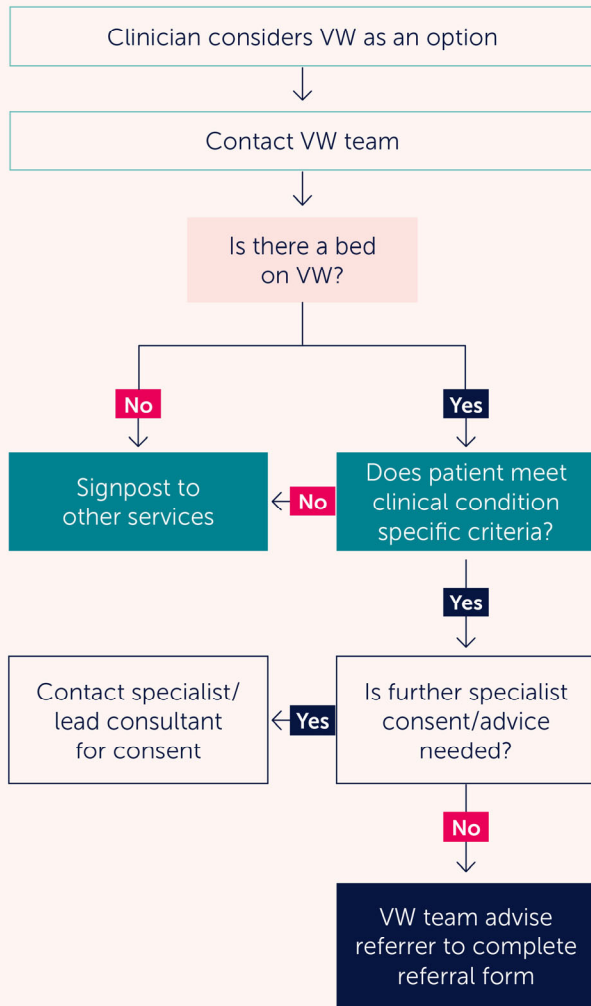 Clinician considers VW as an option
Contact VW team
Is there a bed
on VW?
No
Yes
Signpost to
other services
No
Does patient meet
clinical condition
specific criteria?
Yes
Contact specialist/
lead consultant
for consent
Yes
Is further specialist
consent/advice
needed?
No
VW team advise
referrer to complete
referral form